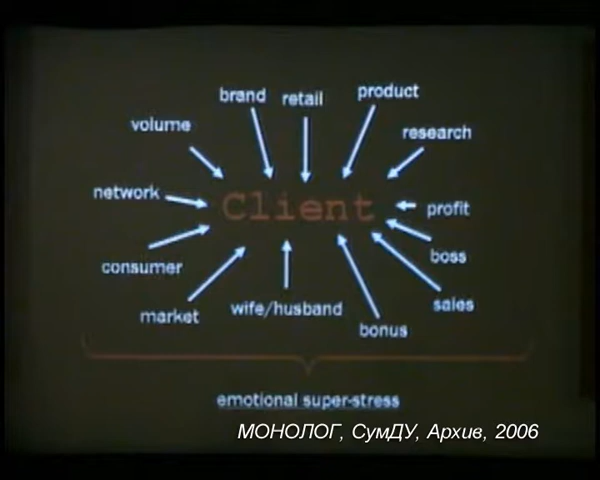 brand
retail
product
volume
research
network
Client
profit
consumer
boss
market
wife/husband
sales
bonus
emotional super-stress
МОНОЛОГ, СумДУ, Архив, 2006